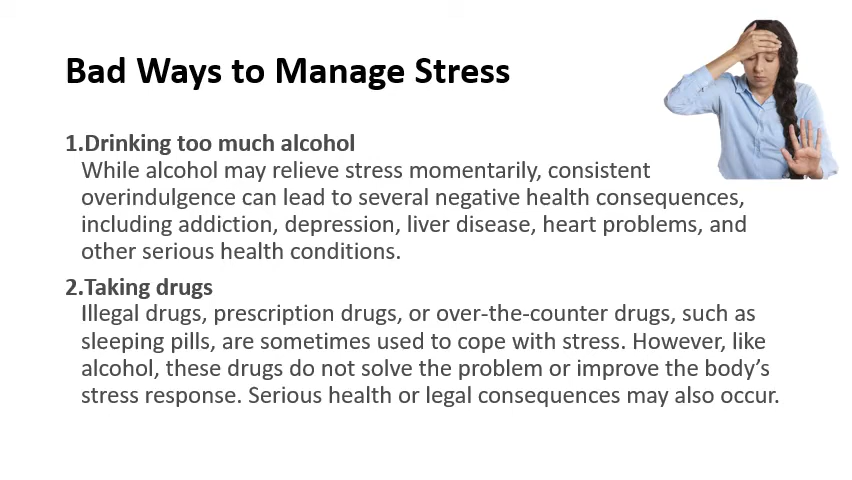 Bad Ways to Manage Stress
1.Drinking too much alcohol
While alcohol may relieve stress momentarily, consistent
overindulgence can lead to several negative health consequences,
including addiction, depression, liver disease, heart problems, and
other serious health conditions.
2.Taking drugs
Illegal drugs, prescription drugs, or over-the-counter drugs, such as
sleeping pills, are sometimes used to cope with stress. However, like
alcohol, these drugs do not solve the problem or improve the body’s
stress response. Serious health or legal consequences may also occur.